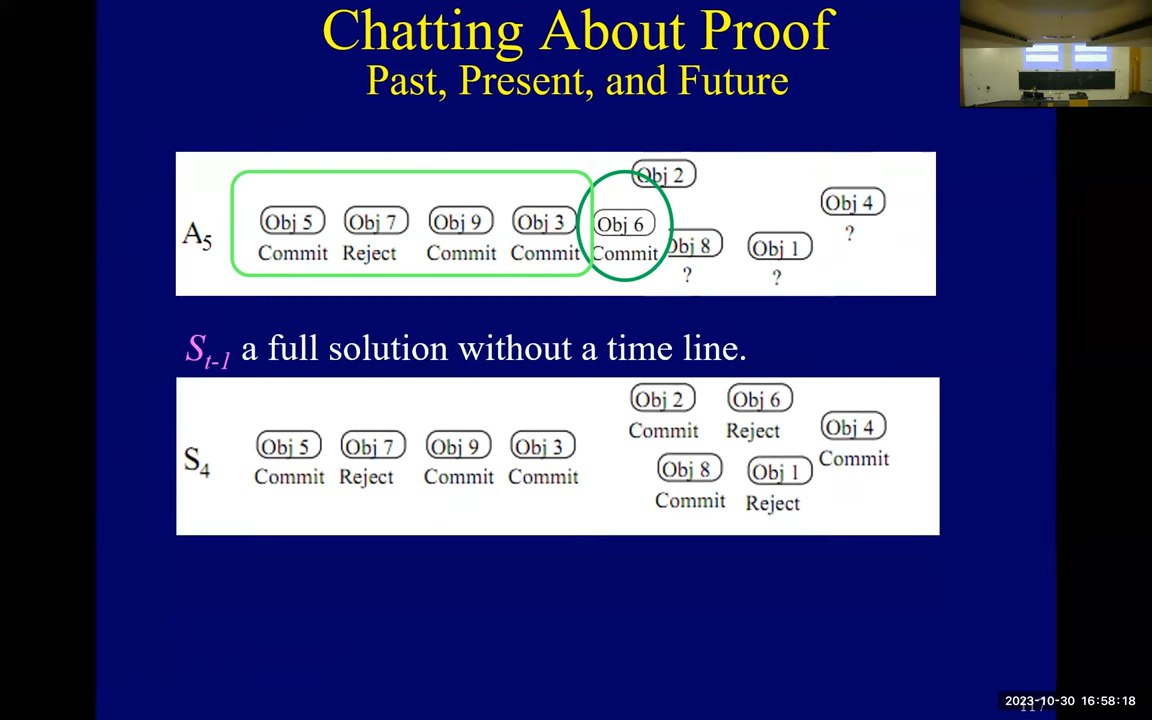 Chatting About Proof
Past, Present, and Future
Obj 2
Obj 4
?
A5
Obj 5 Obj 7 Obj 9 Obj 3 Obj 6
Commit Reject Commit Commit Commit
Obj 8 Obj 1
? ?
St-1 a full solution without a time line.
Obj 2 Obj 6
Commit Reject
Obj 4
Commit
S4
Obj 5 Obj 7 Obj 9 Obj 3
Commit Reject Commit Commit
Obj 8 Obj 1
Commit Reject
2023-10-30 16:58:18
117